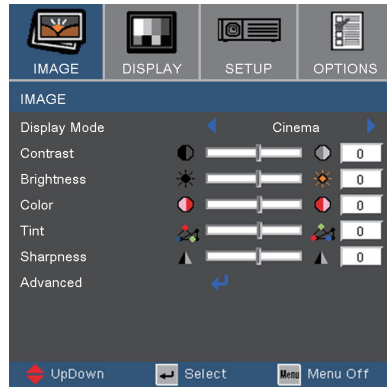 IMAGE DISPLAY SETUP OPTIONS
IMAGE
Display Mode Cinema
Contrast 0
Brightness 0
Color 0
Tint 0
Sharpness 0
Advanced
UpDown Select Menu Menu Off